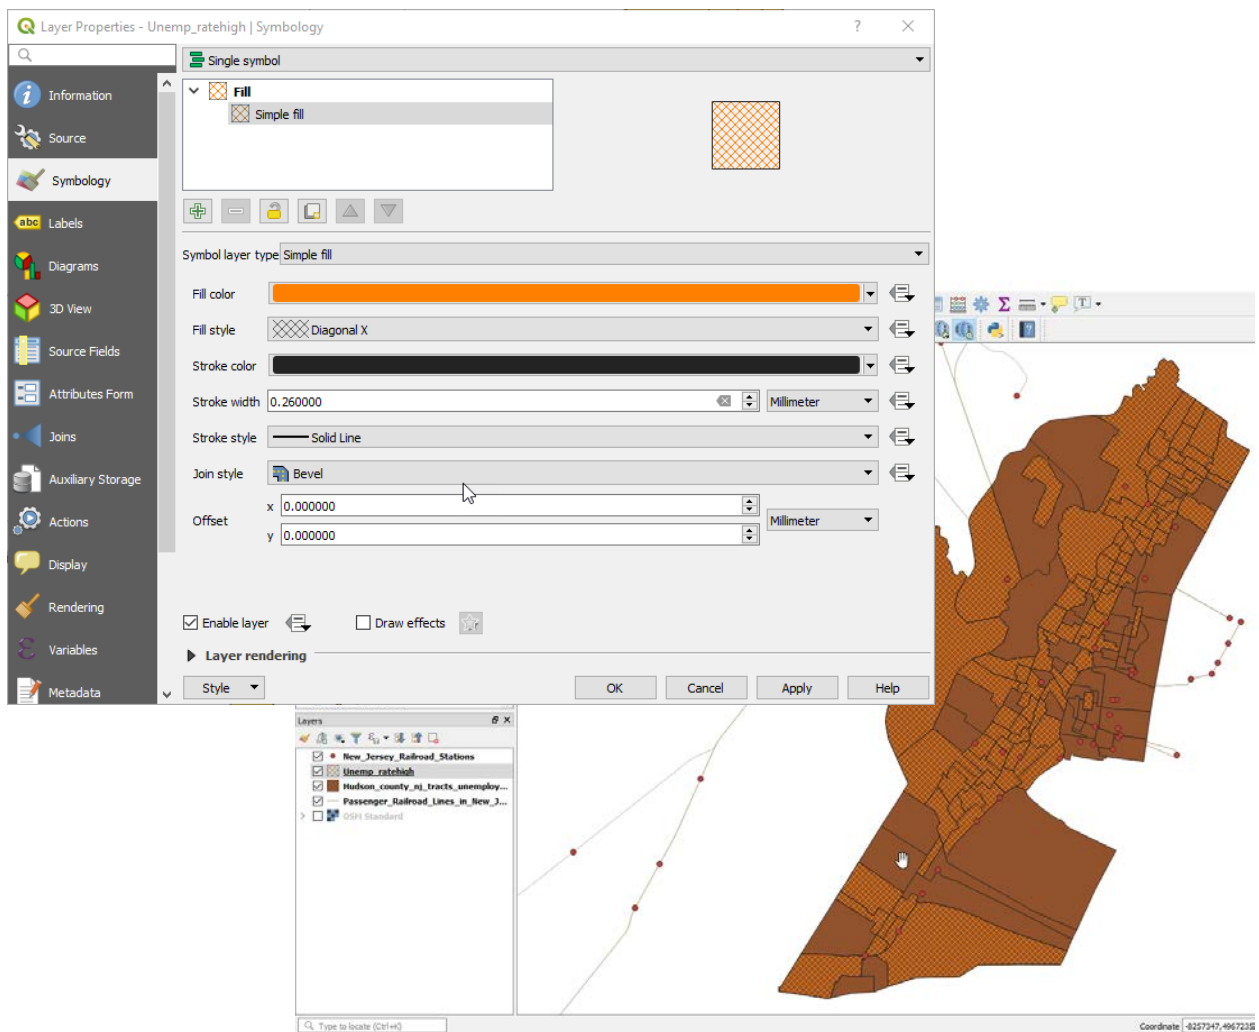 Layer Properties - Unemp_ratehigh | Symbology
?
Single symbol
Information
Source
Symbology
abc Labels
Diagrams
3D View
Source Fields
Attributes Form
Joins
Auxiliary Storage
Actions
Display
Rendering
Variables
Metadata
Fill
Simple fill
Symbol layer type Simple fill
Fill color
Fill style Diagonal X
Stroke color
Stroke width 0.260000 Millimeter
Stroke style Solid Line
Join style Bevel
Offset x 0.000000 Millimeter
y 0.000000
Enable layer Draw effects
Layer rendering
Style OK Cancel Apply Help
Layers
New_Jersey_Railroad_Stations
Unemp_ratehigh
Hudson_county_nj_tracts_unemploy...
Passenger_Railroad_Lines_in_New_J...
OSM Standard
Type to locate (Ctrl+K)
Coordinate -8257347,4967235